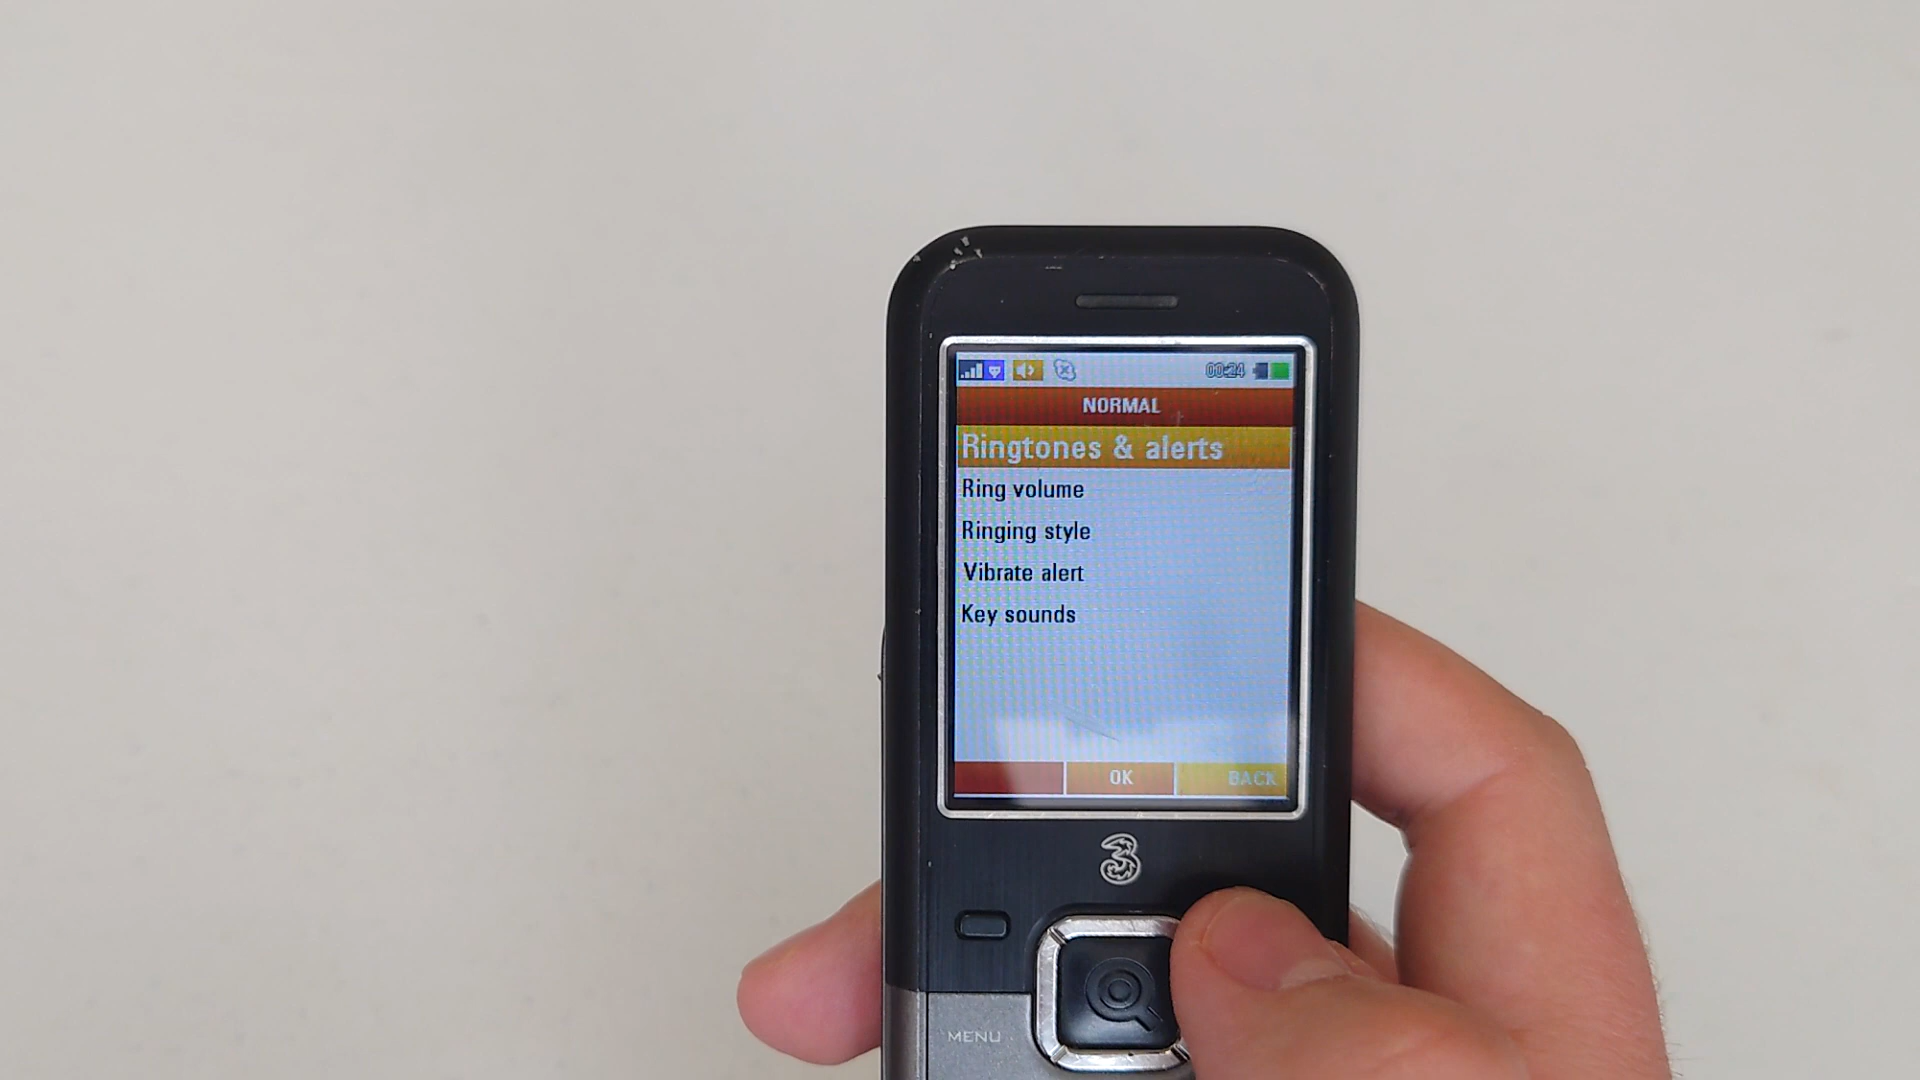 00:24
NORMAL
Ringtones & alerts
Ring volume
Ringing style
Vibrate alert
Key sounds
OK BACK
3
MENU